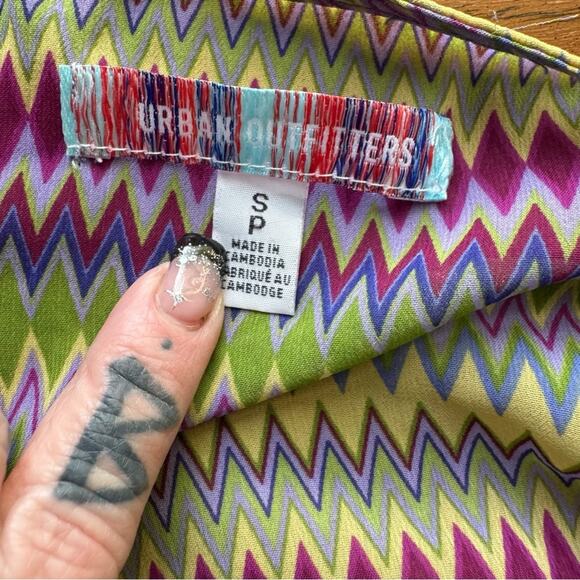 URBAN OUTFITTERS
S
P
MADE IN
CAMBODIA
FABRIQUÉ AU
CAMBODGE
B